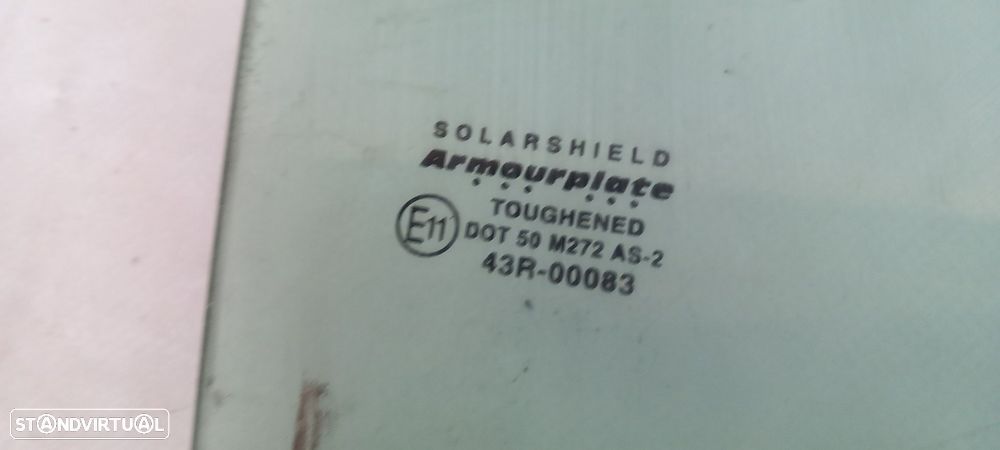 SOLARSHIELD
Armourplate
TOUGHENED
E11 DOT 50 M272 AS-2
43R-00083
STANDVIRTUAL